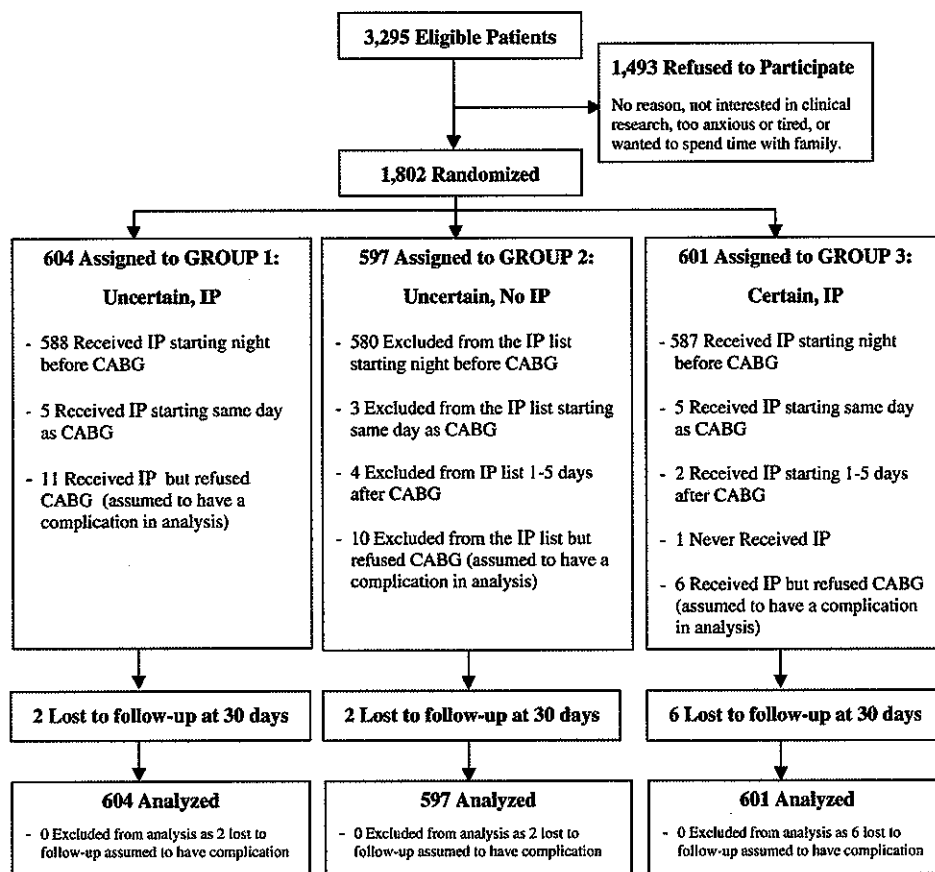 3,295 Eligible Patients
1,493 Refused to Participate
No reason, not interested in clinical
research, too anxious or tired, or
wanted to spend time with family.
1,802 Randomized
604 Assigned to GROUP 1:
Uncertain, IP
- 588 Received IP starting night
before CABG
- 5 Received IP starting same day
as CABG
- 11 Received IP but refused
CABG (assumed to have a
complication in analysis)
597 Assigned to GROUP 2:
Uncertain, No IP
- 580 Excluded from the IP list
starting night before CABG
- 3 Excluded from the IP list starting
same day as CABG
- 4 Excluded from IP list 1-5 days
after CABG
- 10 Excluded from the IP list but
refused CABG (assumed to have a
complication in analysis)
601 Assigned to GROUP 3:
Certain, IP
- 587 Received IP starting night
before CABG
- 5 Received IP starting same day
as CABG
- 2 Received IP starting 1-5 days
after CABG
- 1 Never Received IP
- 6 Received IP but refused CABG
(assumed to have a complication
in analysis)
2 Lost to follow-up at 30 days
2 Lost to follow-up at 30 days
6 Lost to follow-up at 30 days
604 Analyzed
- 0 Excluded from analysis as 2 lost to
follow-up assumed to have complication
597 Analyzed
- 0 Excluded from analysis as 2 lost to
follow-up assumed to have complication
601 Analyzed
- 0 Excluded from analysis as 6 lost to
follow-up assumed to have complication